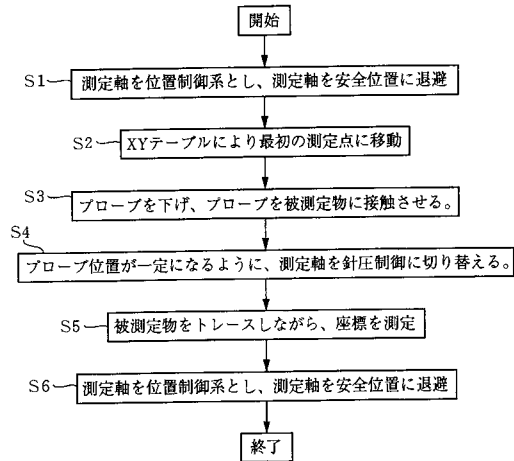 開始
S1 測定軸を位置制御系とし、測定軸を安全位置に退避
S2 XYテーブルにより最初の測定点に移動
S3 プローブを下げ、プローブを被測定物に接触させる。
S4 プローブ位置が一定になるように、測定軸を針圧制御に切り替える。
S5 被測定物をトレースしながら、座標を測定
S6 測定軸を位置制御系とし、測定軸を安全位置に退避
終了